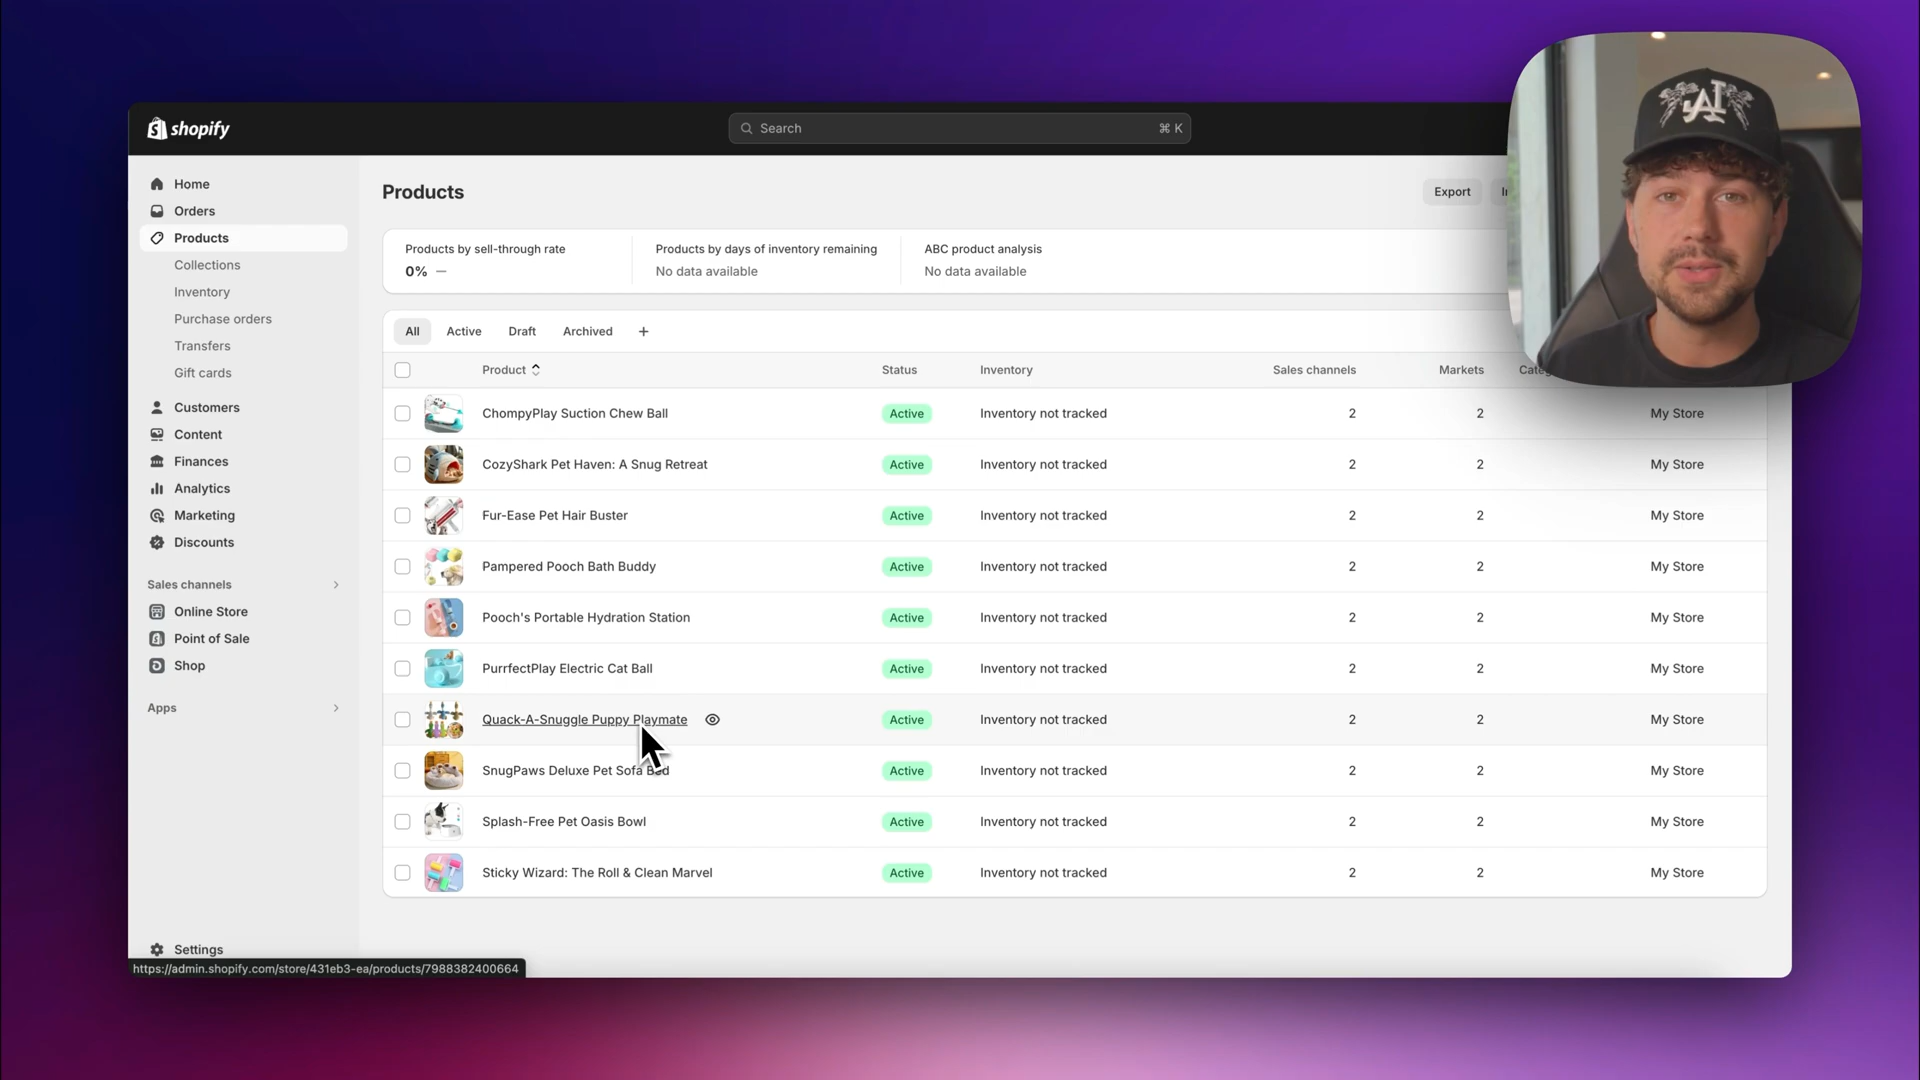 shopify
Search
⌘ K
Home
Orders
Products
Collections
Inventory
Purchase orders
Transfers
Gift cards
Customers
Content
Finances
Analytics
Marketing
Discounts
Sales channels
Online Store
Point of Sale
Shop
Apps
Settings
https://admin.shopify.com/store/431eb3-ea/products/7988382400664
Products
Export
Products by sell-through rate
0% —
Products by days of inventory remaining
No data available
ABC product analysis
No data available
All Active Draft Archived +
Product Status Inventory Sales channels Markets
ChompyPlay Suction Chew Ball Active Inventory not tracked 2 2 My Store
CozyShark Pet Haven: A Snug Retreat Active Inventory not tracked 2 2 My Store
Fur-Ease Pet Hair Buster Active Inventory not tracked 2 2 My Store
Pampered Pooch Bath Buddy Active Inventory not tracked 2 2 My Store
Pooch's Portable Hydration Station Active Inventory not tracked 2 2 My Store
PurrfectPlay Electric Cat Ball Active Inventory not tracked 2 2 My Store
Quack-A-Snuggle Puppy Playmate Active Inventory not tracked 2 2 My Store
SnugPaws Deluxe Pet Sofa Bed Active Inventory not tracked 2 2 My Store
Splash-Free Pet Oasis Bowl Active Inventory not tracked 2 2 My Store
Sticky Wizard: The Roll & Clean Marvel Active Inventory not tracked 2 2 My Store
AI